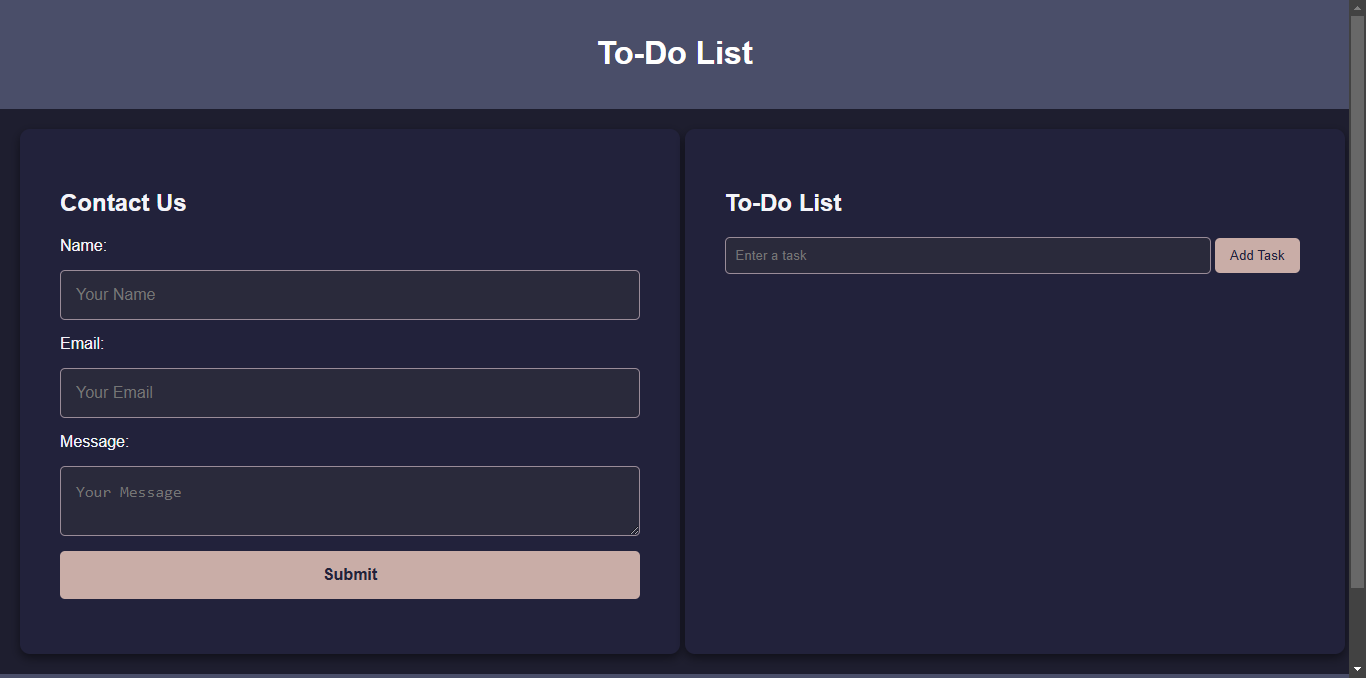 To-Do List
Contact Us
Name:
Your Name
Email:
Your Email
Message:
Your Message
Submit
To-Do List
Enter a task
Add Task